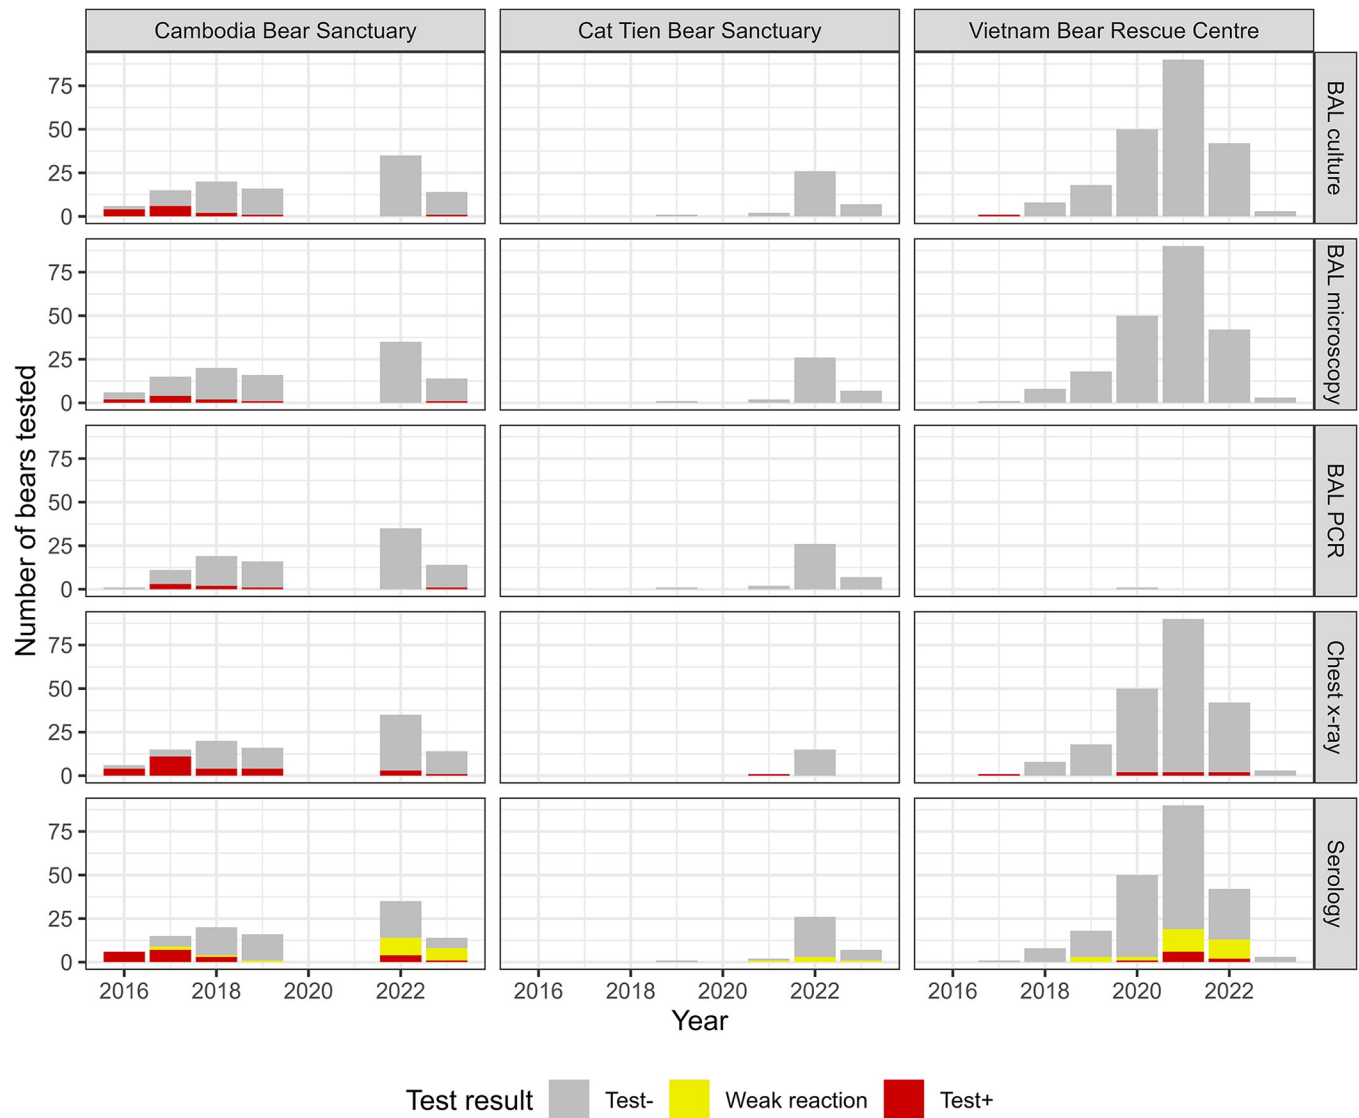 Cambodia Bear Sanctuary
Cat Tien Bear Sanctuary
Vietnam Bear Rescue Centre
75
50
25
0
BAL culture
75
50
25
0
BAL microscopy
Number of bears tested
75
50
25
0
BAL PCR
75
50
25
0
Chest x-ray
75
50
25
0
Serology
2016 2018 2020 2022
2016 2018 2020 2022
2016 2018 2020 2022
Year
Test result Test- Weak reaction Test+